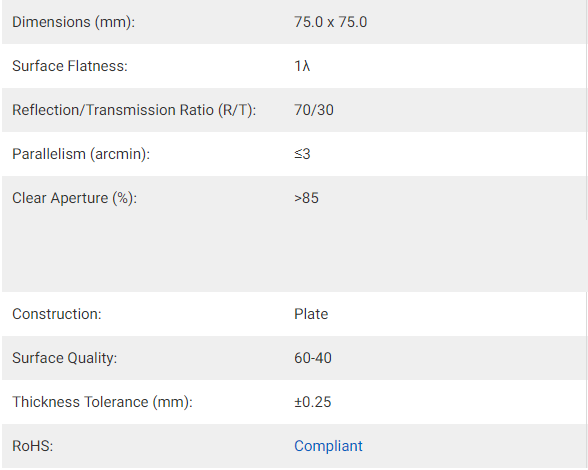 Dimensions (mm): 75.0 x 75.0
Surface Flatness: 1λ
Reflection/Transmission Ratio (R/T): 70/30
Parallelism (arcmin): ≤3
Clear Aperture (%): >85
Construction: Plate
Surface Quality: 60-40
Thickness Tolerance (mm): ±0.25
RoHS: Compliant